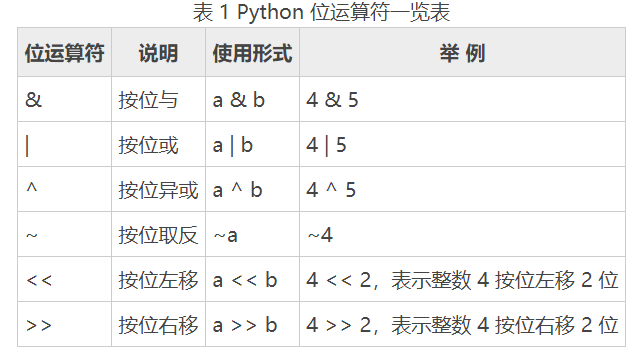 表 1 Python 位运算符一览表
位运算符 说明 使用形式 举 例
& 按位与 a & b 4 & 5
| 按位或 a | b 4 | 5
^ 按位异或 a ^ b 4 ^ 5
~ 按位取反 ~a ~4
<< 按位左移 a << b 4 << 2，表示整数 4 按位左移 2 位
>> 按位右移 a >> b 4 >> 2，表示整数 4 按位右移 2 位